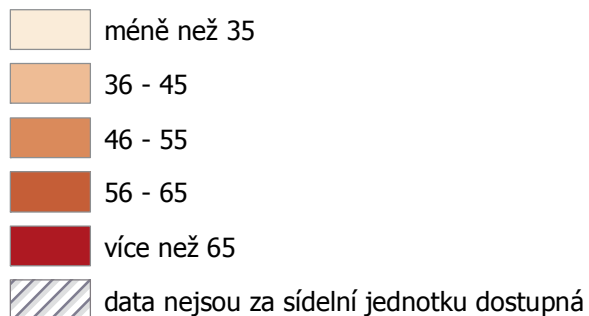 méně než 35
36 - 45
46 - 55
56 - 65
více než 65
data nejsou za sídelní jednotku dostupná